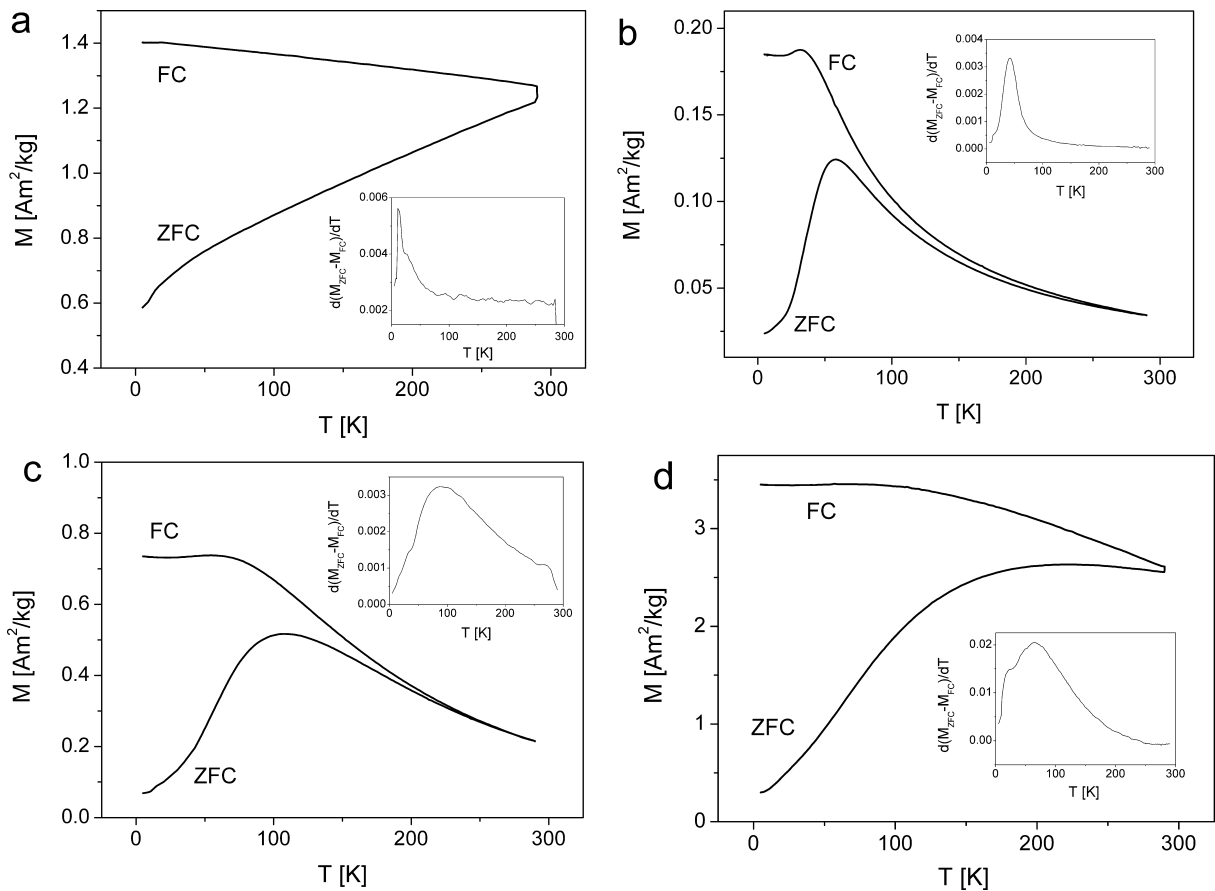 a
1.4
1.2
1.0
0.8
0.6
0.4
M [Am²/kg]
FC
ZFC
0 100 200 300
T [K]
0.006
0.004
0.002
d(M_ZFC-M_FC)/dT
0 100 200 300
T [K]
b
0.20
0.15
0.10
0.05
M [Am²/kg]
FC
ZFC
0 100 200 300
T [K]
0.004
0.003
0.002
0.001
0.000
d(M_ZFC-M_FC)/dT
0 100 200 300
T [K]
c
1.0
0.8
0.6
0.4
0.2
0.0
M [Am²/kg]
FC
ZFC
0 100 200 300
T [K]
0.003
0.002
0.001
0.000
d(M_ZFC-M_FC)/dT
0 100 200 300
T [K]
d
3
2
1
0
M [Am²/kg]
FC
ZFC
0 100 200 300
T [K]
0.02
0.01
0.00
d(M_ZFC-M_FC)/dT
0 100 200 300
T [K]